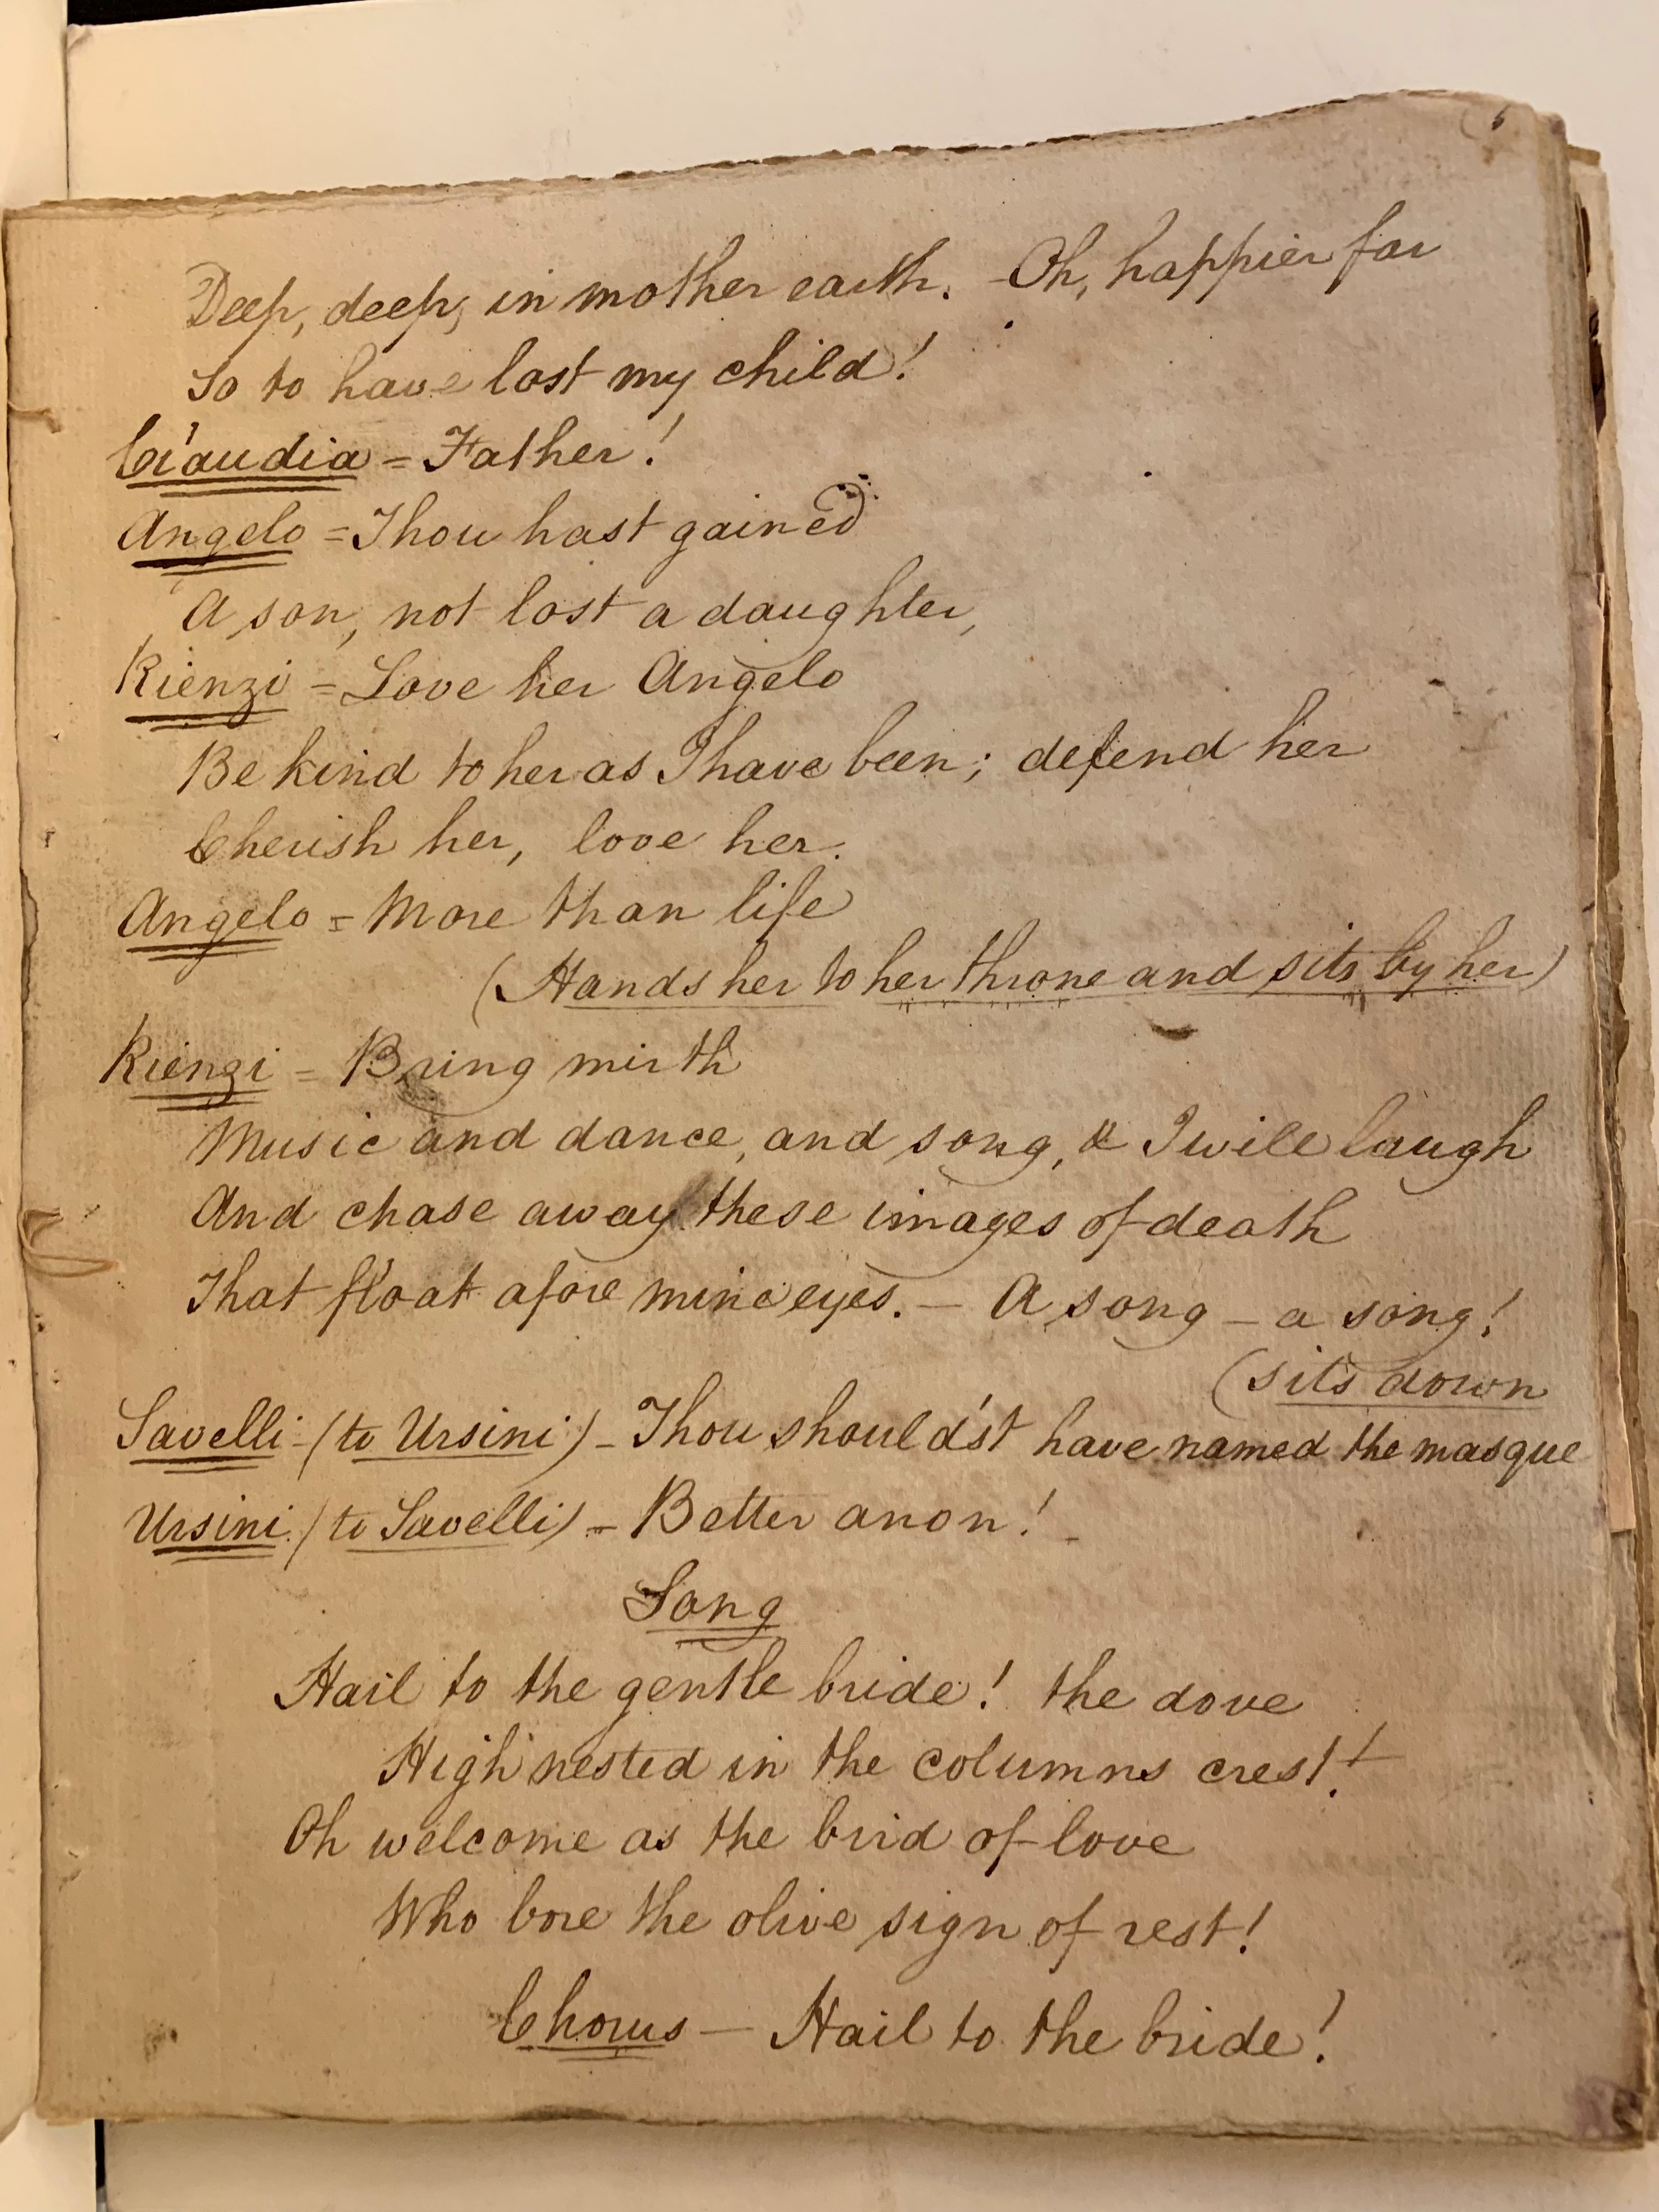 Deep, deep, in mother earth. - Oh, happier far
So to have lost my child!
Claudia = Father!
Angelo = Thou hast gained
A son, not lost a daughter,
Rienzi = Love her Angelo
Be kind to her as I have been; defend her
Cherish her, love her.
Angelo = More than life
(Hands her to her throne and sits by her)
Rienzi = Bring mirth
Music and dance, and song, & I will laugh
And chase away these images of death
That float afore mine eyes. — A song — a song!
(sits down
Savelli - (to Ursini) - Thou should'st have named the masque
Ursini (to Savelli) - Better anon! -
Song
Hail to the gentle bride! the dove
High nested in the columns crest!
Oh welcome as the bird of love
Who bore the olive sign of rest!
Chorus — Hail to the bride!